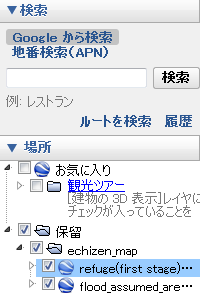 ▼検索
Google から検索
地番検索(APN)
検索
例: レストラン
ルートを検索 履歴
▼ 場所
お気に入り
観光ツアー
[建物の 3D 表示]レイヤに
チェックが入っていることを
保留
echizen_map
refuge(first stage)…
flood_assumed_are…